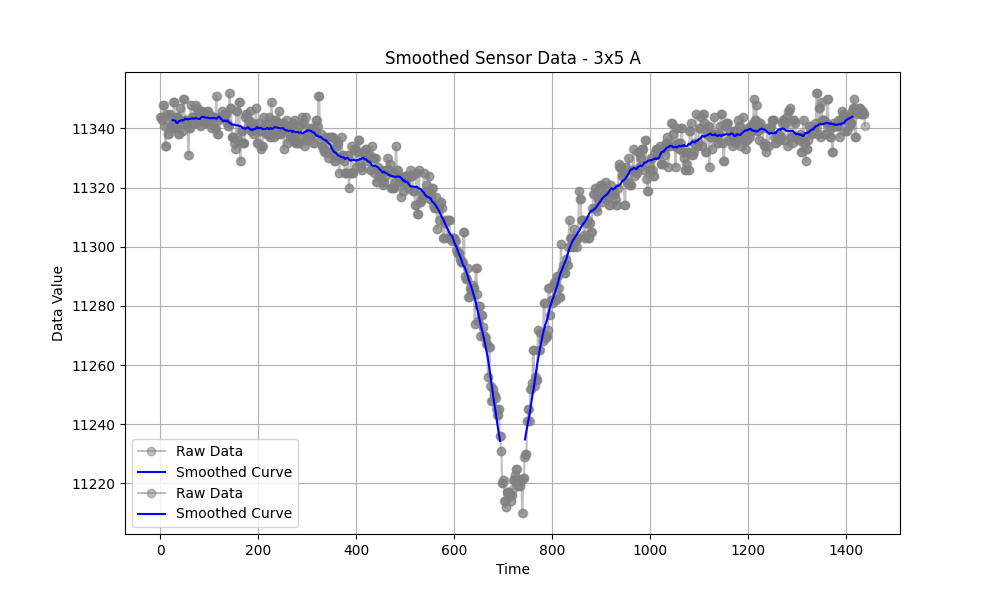 Smoothed Sensor Data - 3x5 A
Data Value
11340
11320
11300
11280
11260
11240
11220
Raw Data
Smoothed Curve
Raw Data
Smoothed Curve
0 200 400 600 800 1000 1200 1400
Time